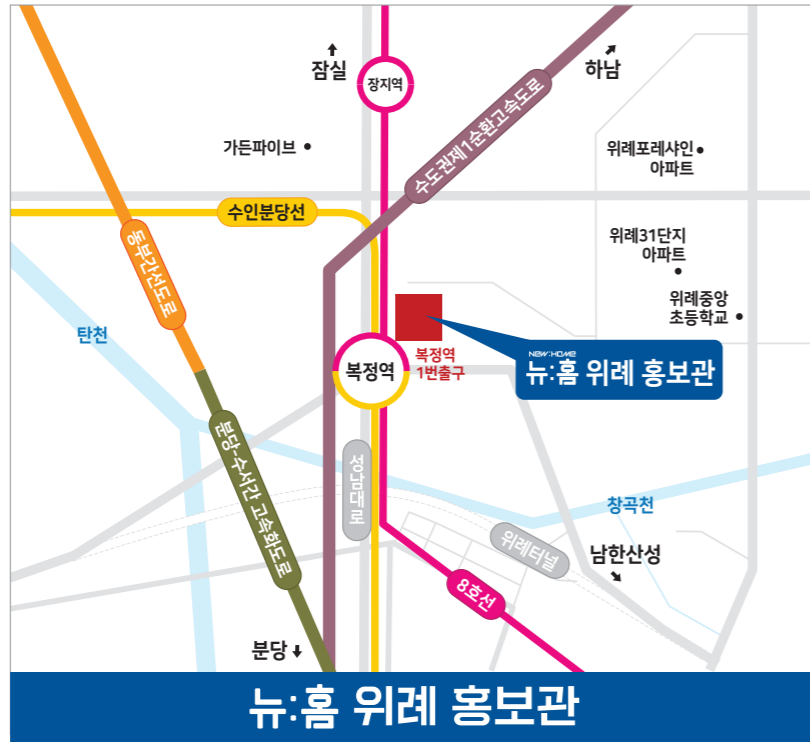 잠실
장지역
하남
가든파이브
수도권제1순환고속도로
위례포레샤인
아파트
수인분당선
동부간선도로
위례31단지
아파트
위례중앙
초등학교
탄천
복정역
복정역
1번출구
NEW:HOME
뉴:홈 위례 홍보관
분당-수서간 고속화도로
성남대로
창곡천
위례터널
남한산성
8호선
분당
뉴:홈 위례 홍보관